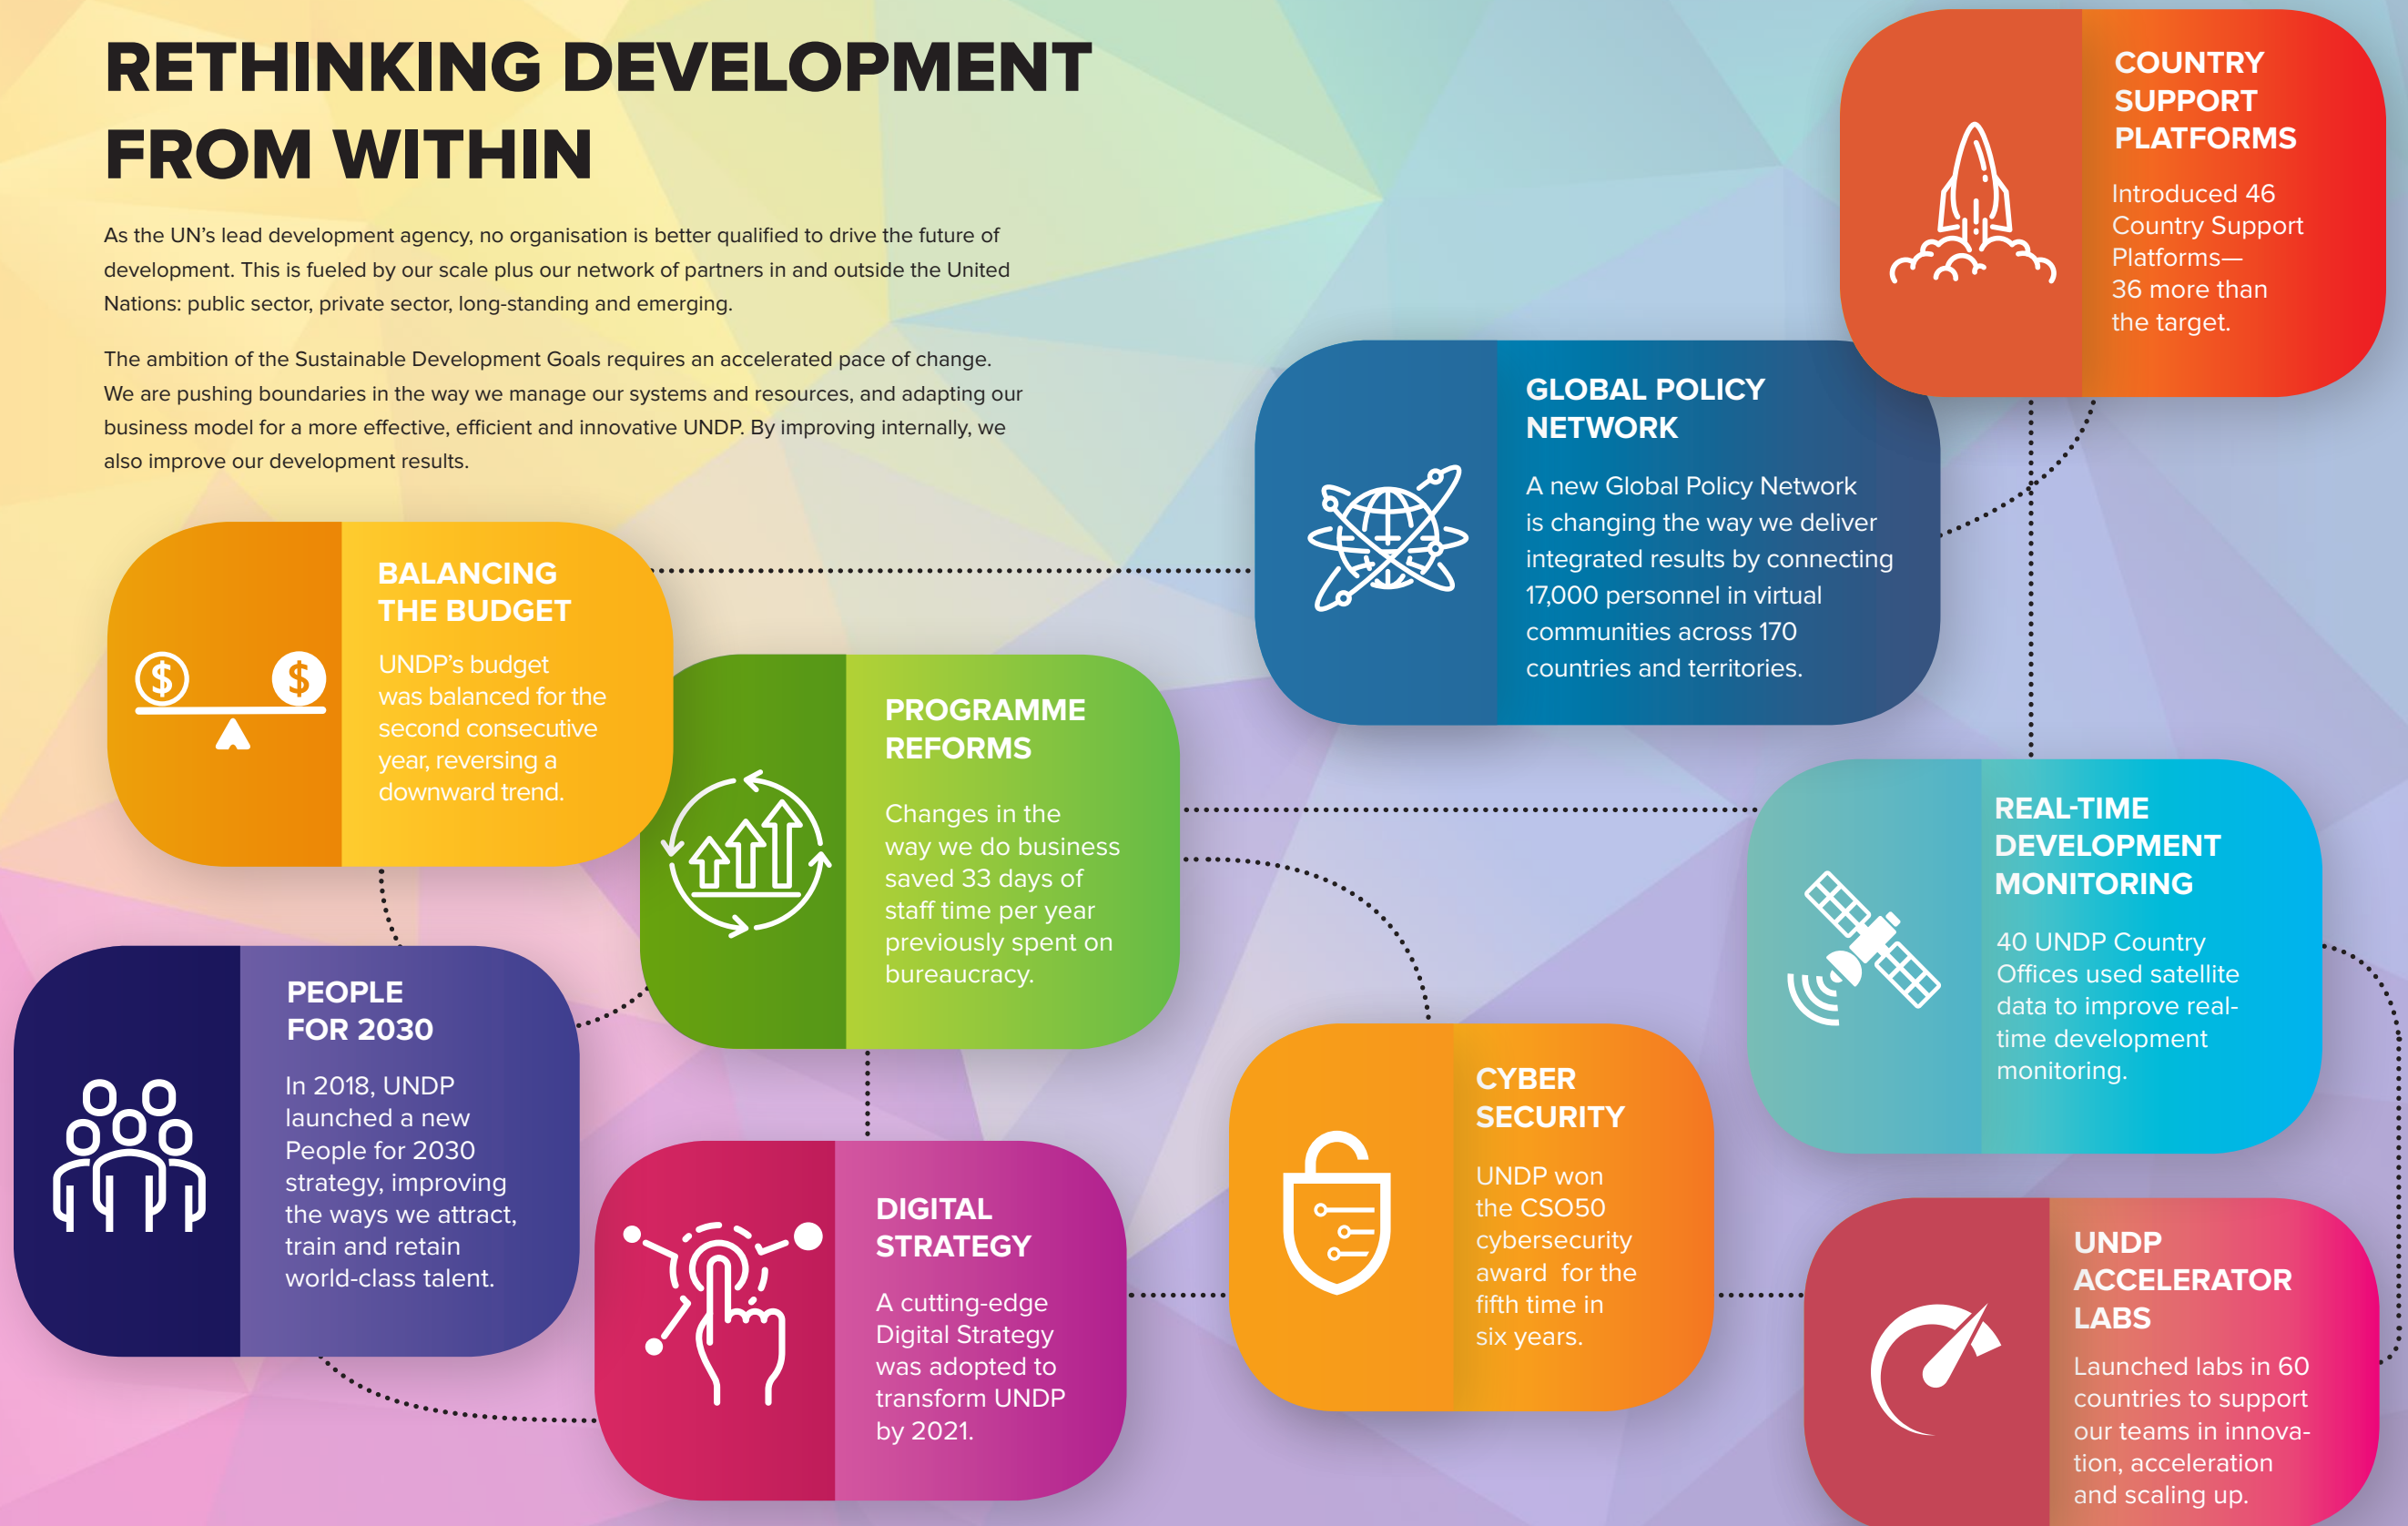 RETHINKING DEVELOPMENT
FROM WITHIN
As the UN’s lead development agency, no organisation is better qualified to drive the future of
development. This is fueled by our scale plus our network of partners in and outside the United
Nations: public sector, private sector, long-standing and emerging.
The ambition of the Sustainable Development Goals requires an accelerated pace of change.
We are pushing boundaries in the way we manage our systems and resources, and adapting our
business model for a more effective, efficient and innovative UNDP. By improving internally, we
also improve our development results.
COUNTRY
SUPPORT
PLATFORMS
Introduced 46
Country Support
Platforms—
36 more than
the target.
GLOBAL POLICY
NETWORK
A new Global Policy Network
is changing the way we deliver
integrated results by connecting
17,000 personnel in virtual
communities across 170
countries and territories.
BALANCING
THE BUDGET
$ $
UNDP’s budget
was balanced for the
second consecutive
year, reversing a
downward trend.
PROGRAMME
REFORMS
Changes in the
way we do business
saved 33 days of
staff time per year
previously spent on
bureaucracy.
REAL-TIME
DEVELOPMENT
MONITORING
40 UNDP Country
Offices used satellite
data to improve real-
time development
monitoring.
PEOPLE
FOR 2030
In 2018, UNDP
launched a new
People for 2030
strategy, improving
the ways we attract,
train and retain
world-class talent.
DIGITAL
STRATEGY
A cutting-edge
Digital Strategy
was adopted to
transform UNDP
by 2021.
CYBER
SECURITY
UNDP won
the CSO50
cybersecurity
award  for the
fifth time in
six years.
UNDP
ACCELERATOR
LABS
Launched labs in 60
countries to support
our teams in innova-
tion, acceleration
and scaling up.